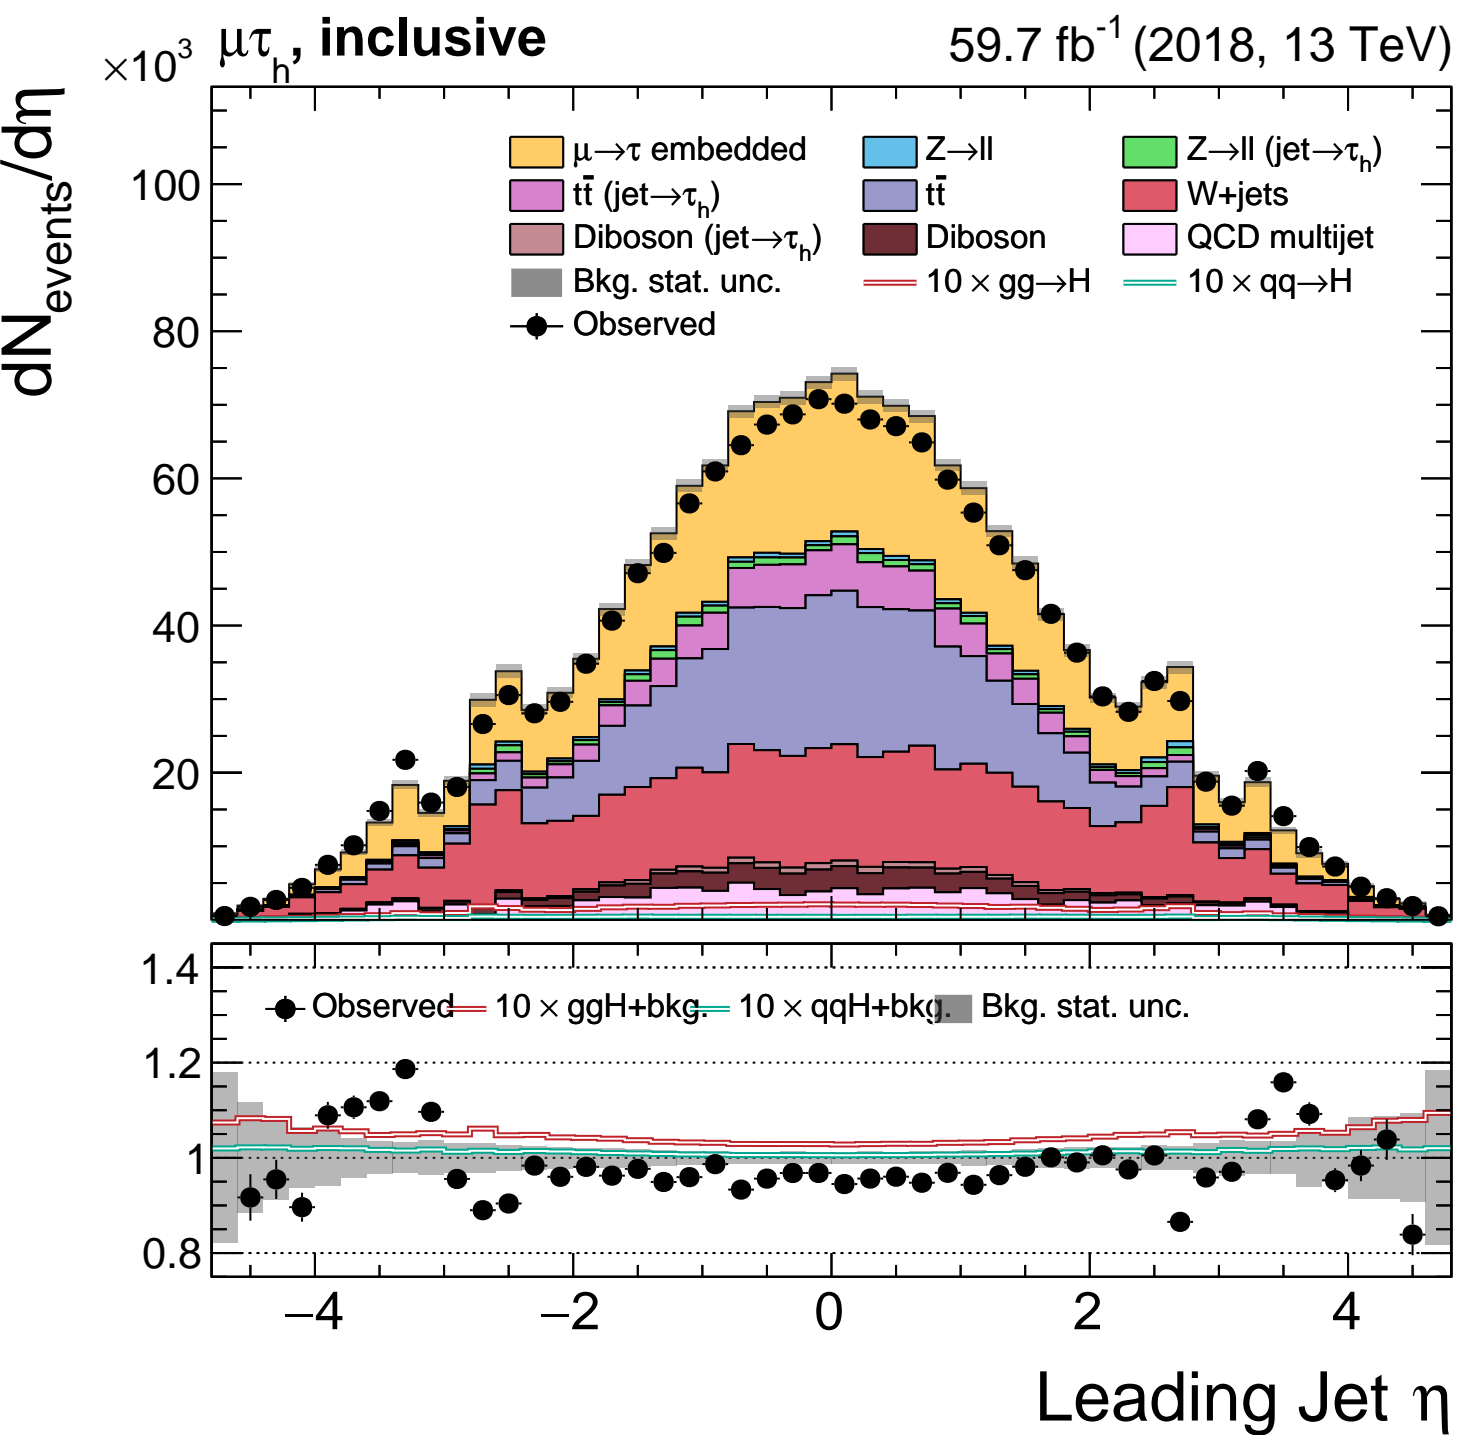 ×10³ μτh, inclusive 59.7 fb⁻¹ (2018, 13 TeV)
dNevents/dη
μ→τ embedded Z→ll Z→ll (jet→τh)
tt̄ (jet→τh) tt̄ W+jets
Diboson (jet→τh) Diboson QCD multijet
Bkg. stat. unc. 10 × gg→H 10 × qq→H
Observed
100
80
60
40
20
1.4
Observed 10 × ggH+bkg. 10 × qqH+bkg. Bkg. stat. unc.
1.2
1
0.8
−4 −2 0 2 4
Leading Jet η